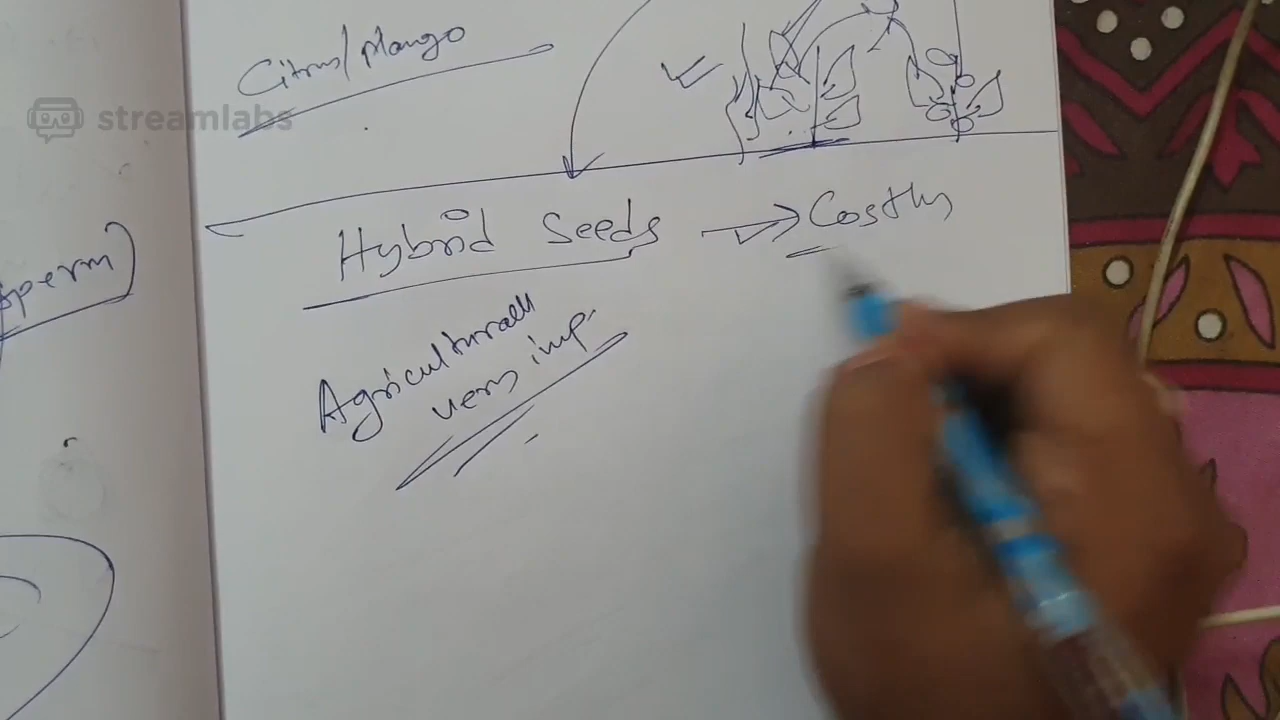 Citrus/Mango
streamlabs
Hybrid Seeds → Costly
sperm)
Agriculturally
very imp.